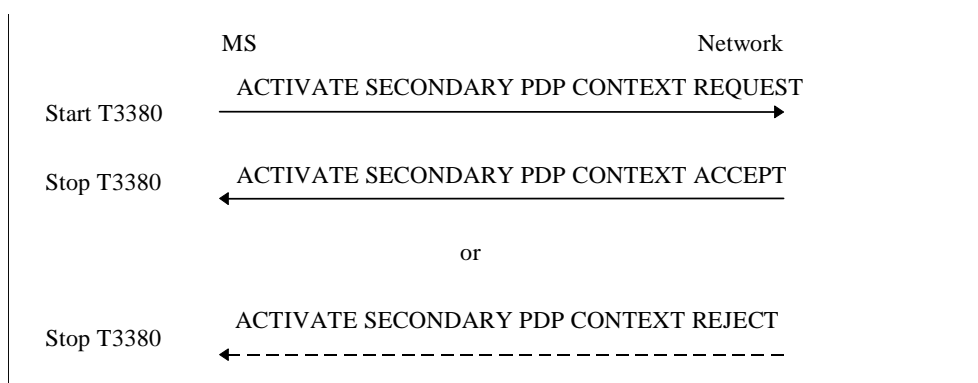 MS Network
ACTIVATE SECONDARY PDP CONTEXT REQUEST
Start T3380
ACTIVATE SECONDARY PDP CONTEXT ACCEPT
Stop T3380
or
ACTIVATE SECONDARY PDP CONTEXT REJECT
Stop T3380